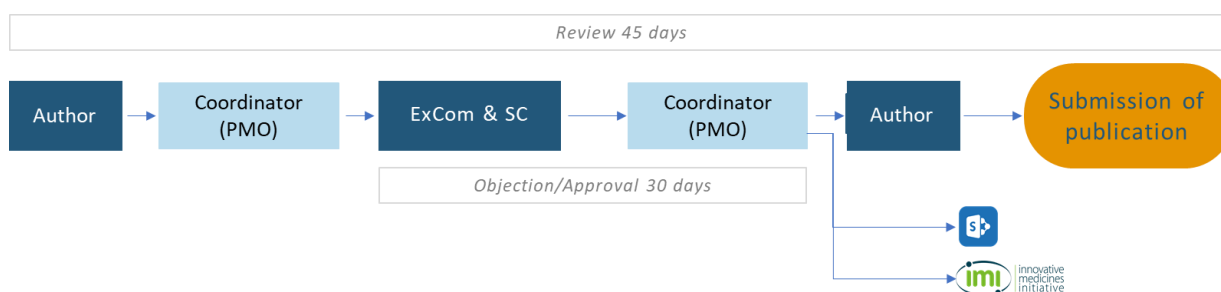 Review 45 days
Author
Coordinator
(PMO)
ExCom & SC
Coordinator
(PMO)
Author
Submission of
publication
Objection/Approval 30 days
S
imi
innovative
medicines
initiative